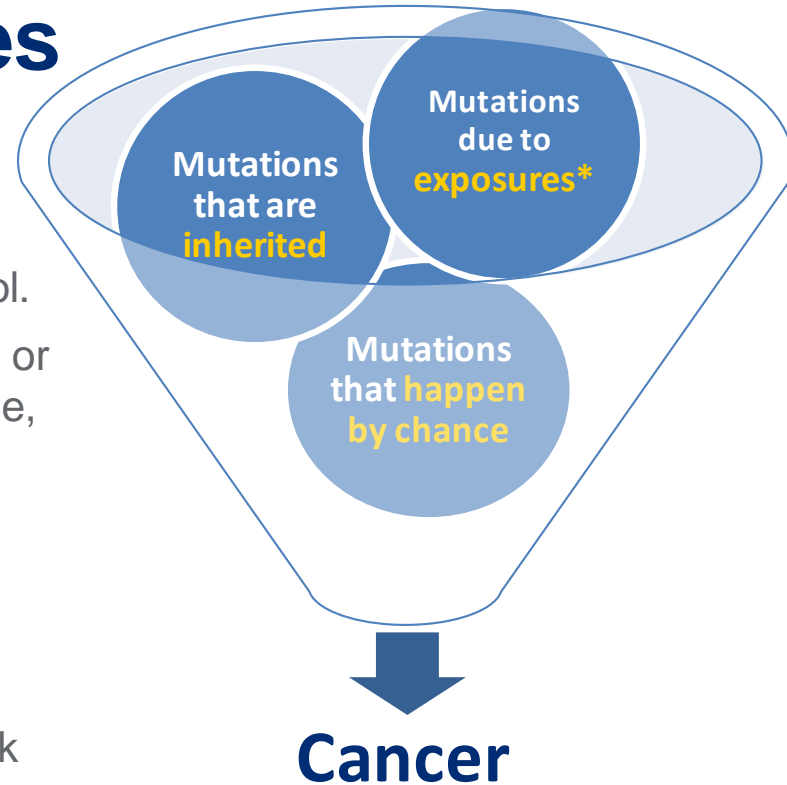 es
ol.
or
e,
k
Mutations
that are
inherited
Mutations
due to
exposures*
Mutations
that happen
by chance
Cancer